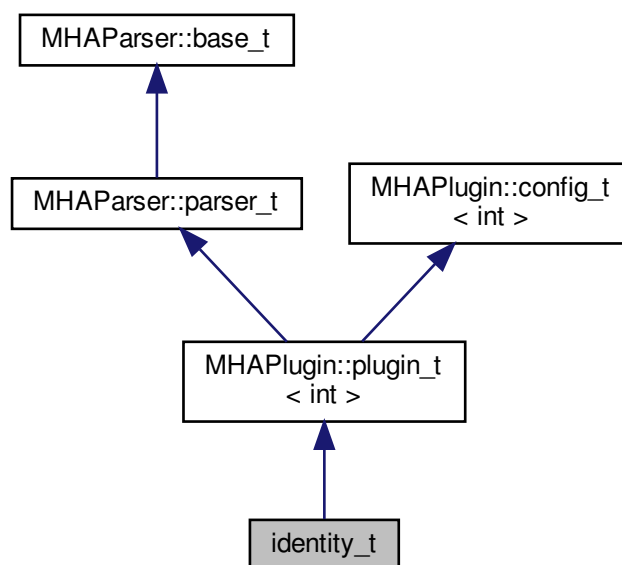 MHAParser::base_t
MHAParser::parser_t
MHAPlugin::config_t
< int >
MHAPlugin::plugin_t
< int >
identity_t